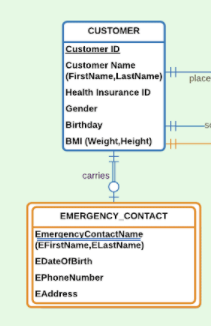 CUSTOMER
Customer ID
Customer Name
(FirstName,LastName)
Health Insurance ID
Gender
Birthday
BMI (Weight,Height)
place
carries
EMERGENCY_CONTACT
EmergencyContactName
(EFirstName,ELastName)
EDateOfBirth
EPhoneNumber
EAddress